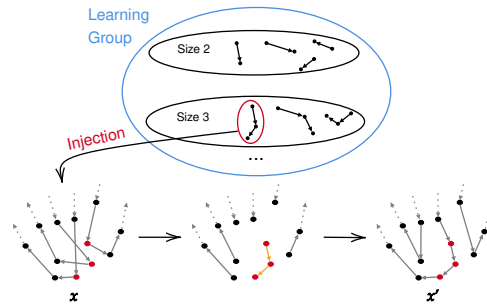 Learning
Group
Size 2
Size 3
...
Injection
x
x′